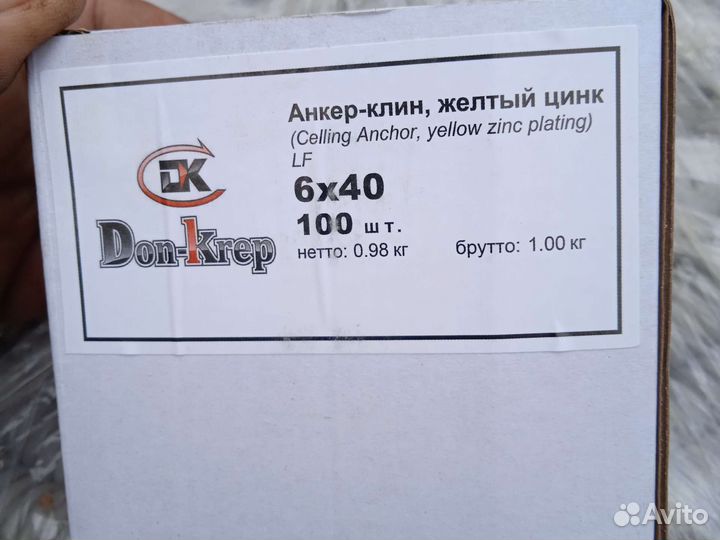 Анкер-клин, желтый цинк
(Celling Anchor, yellow zinc plating)
LF
6x40
100 шт.
нетто: 0.98 кг брутто: 1.00 кг
DK
Don-Krep
Avito